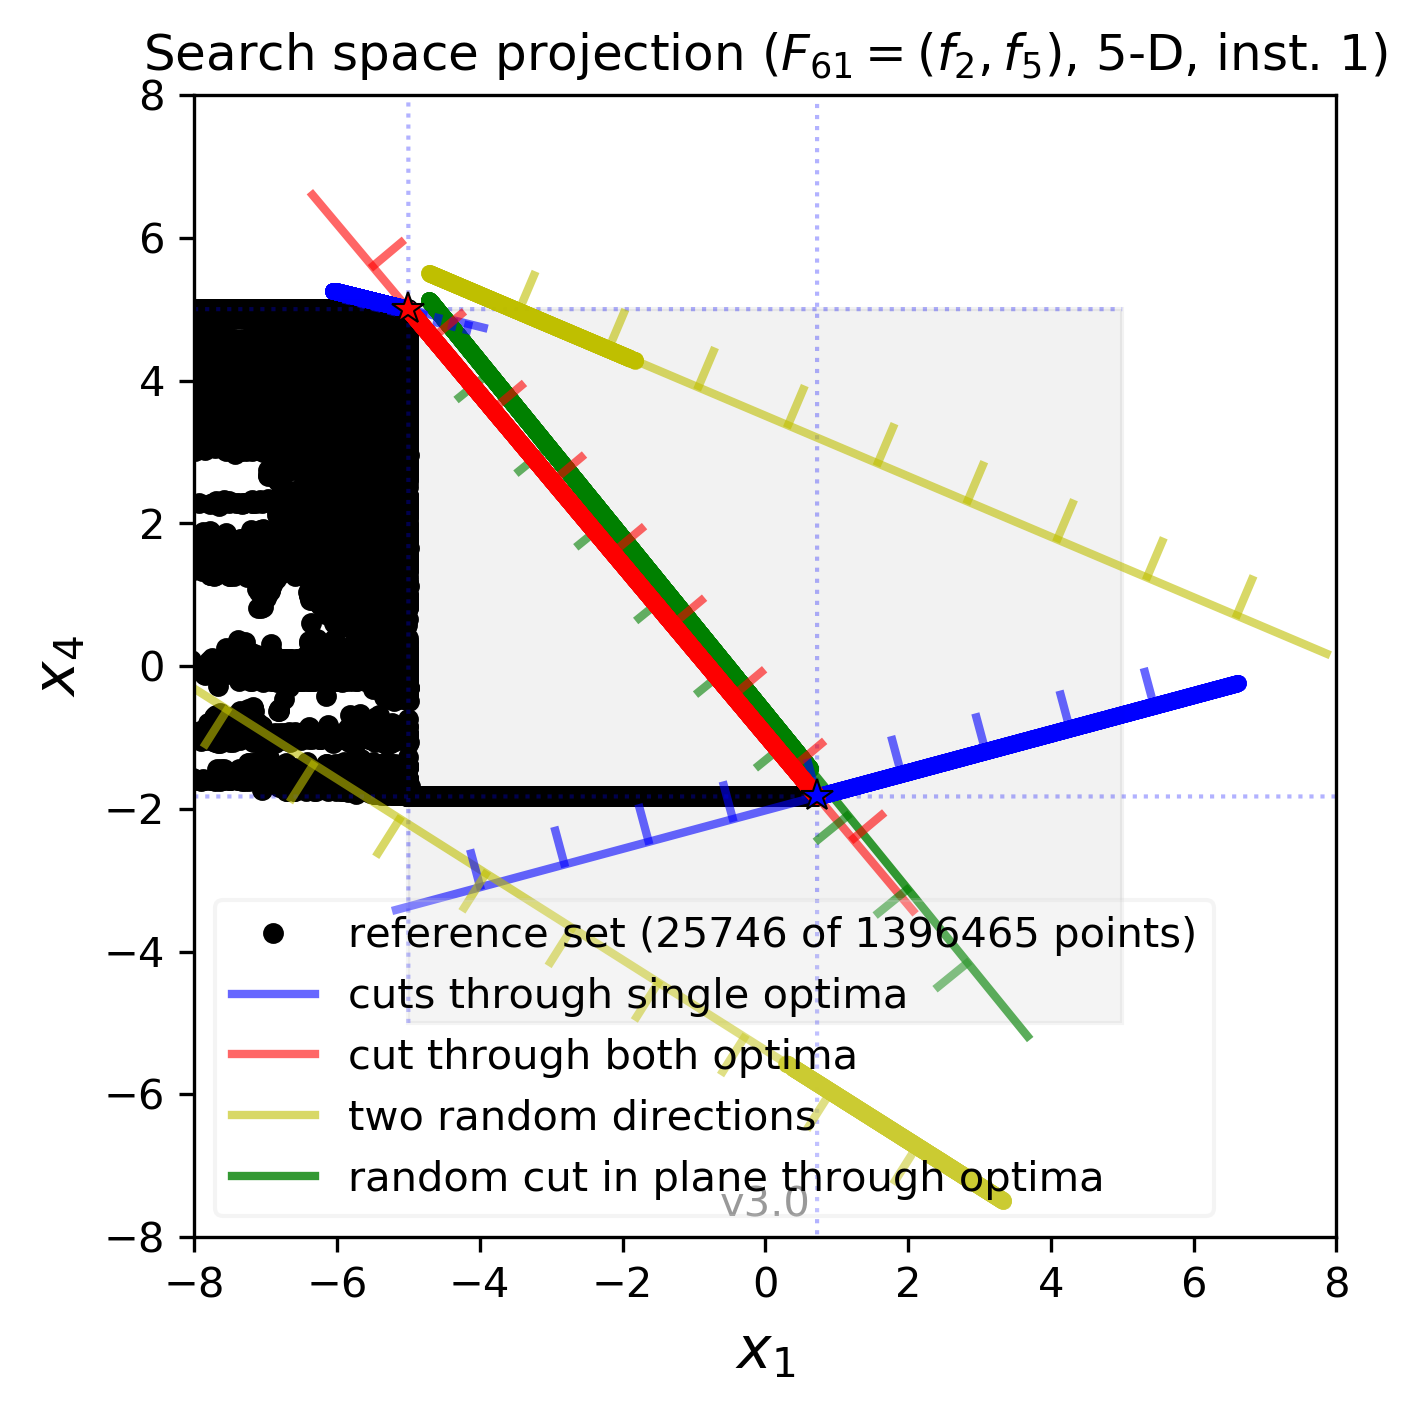 Search space projection (F₆₁ = (f₂, f₅), 5-D, inst. 1)
8
6
4
2
0
−2
−4
−6
−8
x₄
reference set (25746 of 1396465 points)
cuts through single optima
cut through both optima
two random directions
random cut in plane through optima
v3.0
−8 −6 −4 −2 0 2 4 6 8
x₁